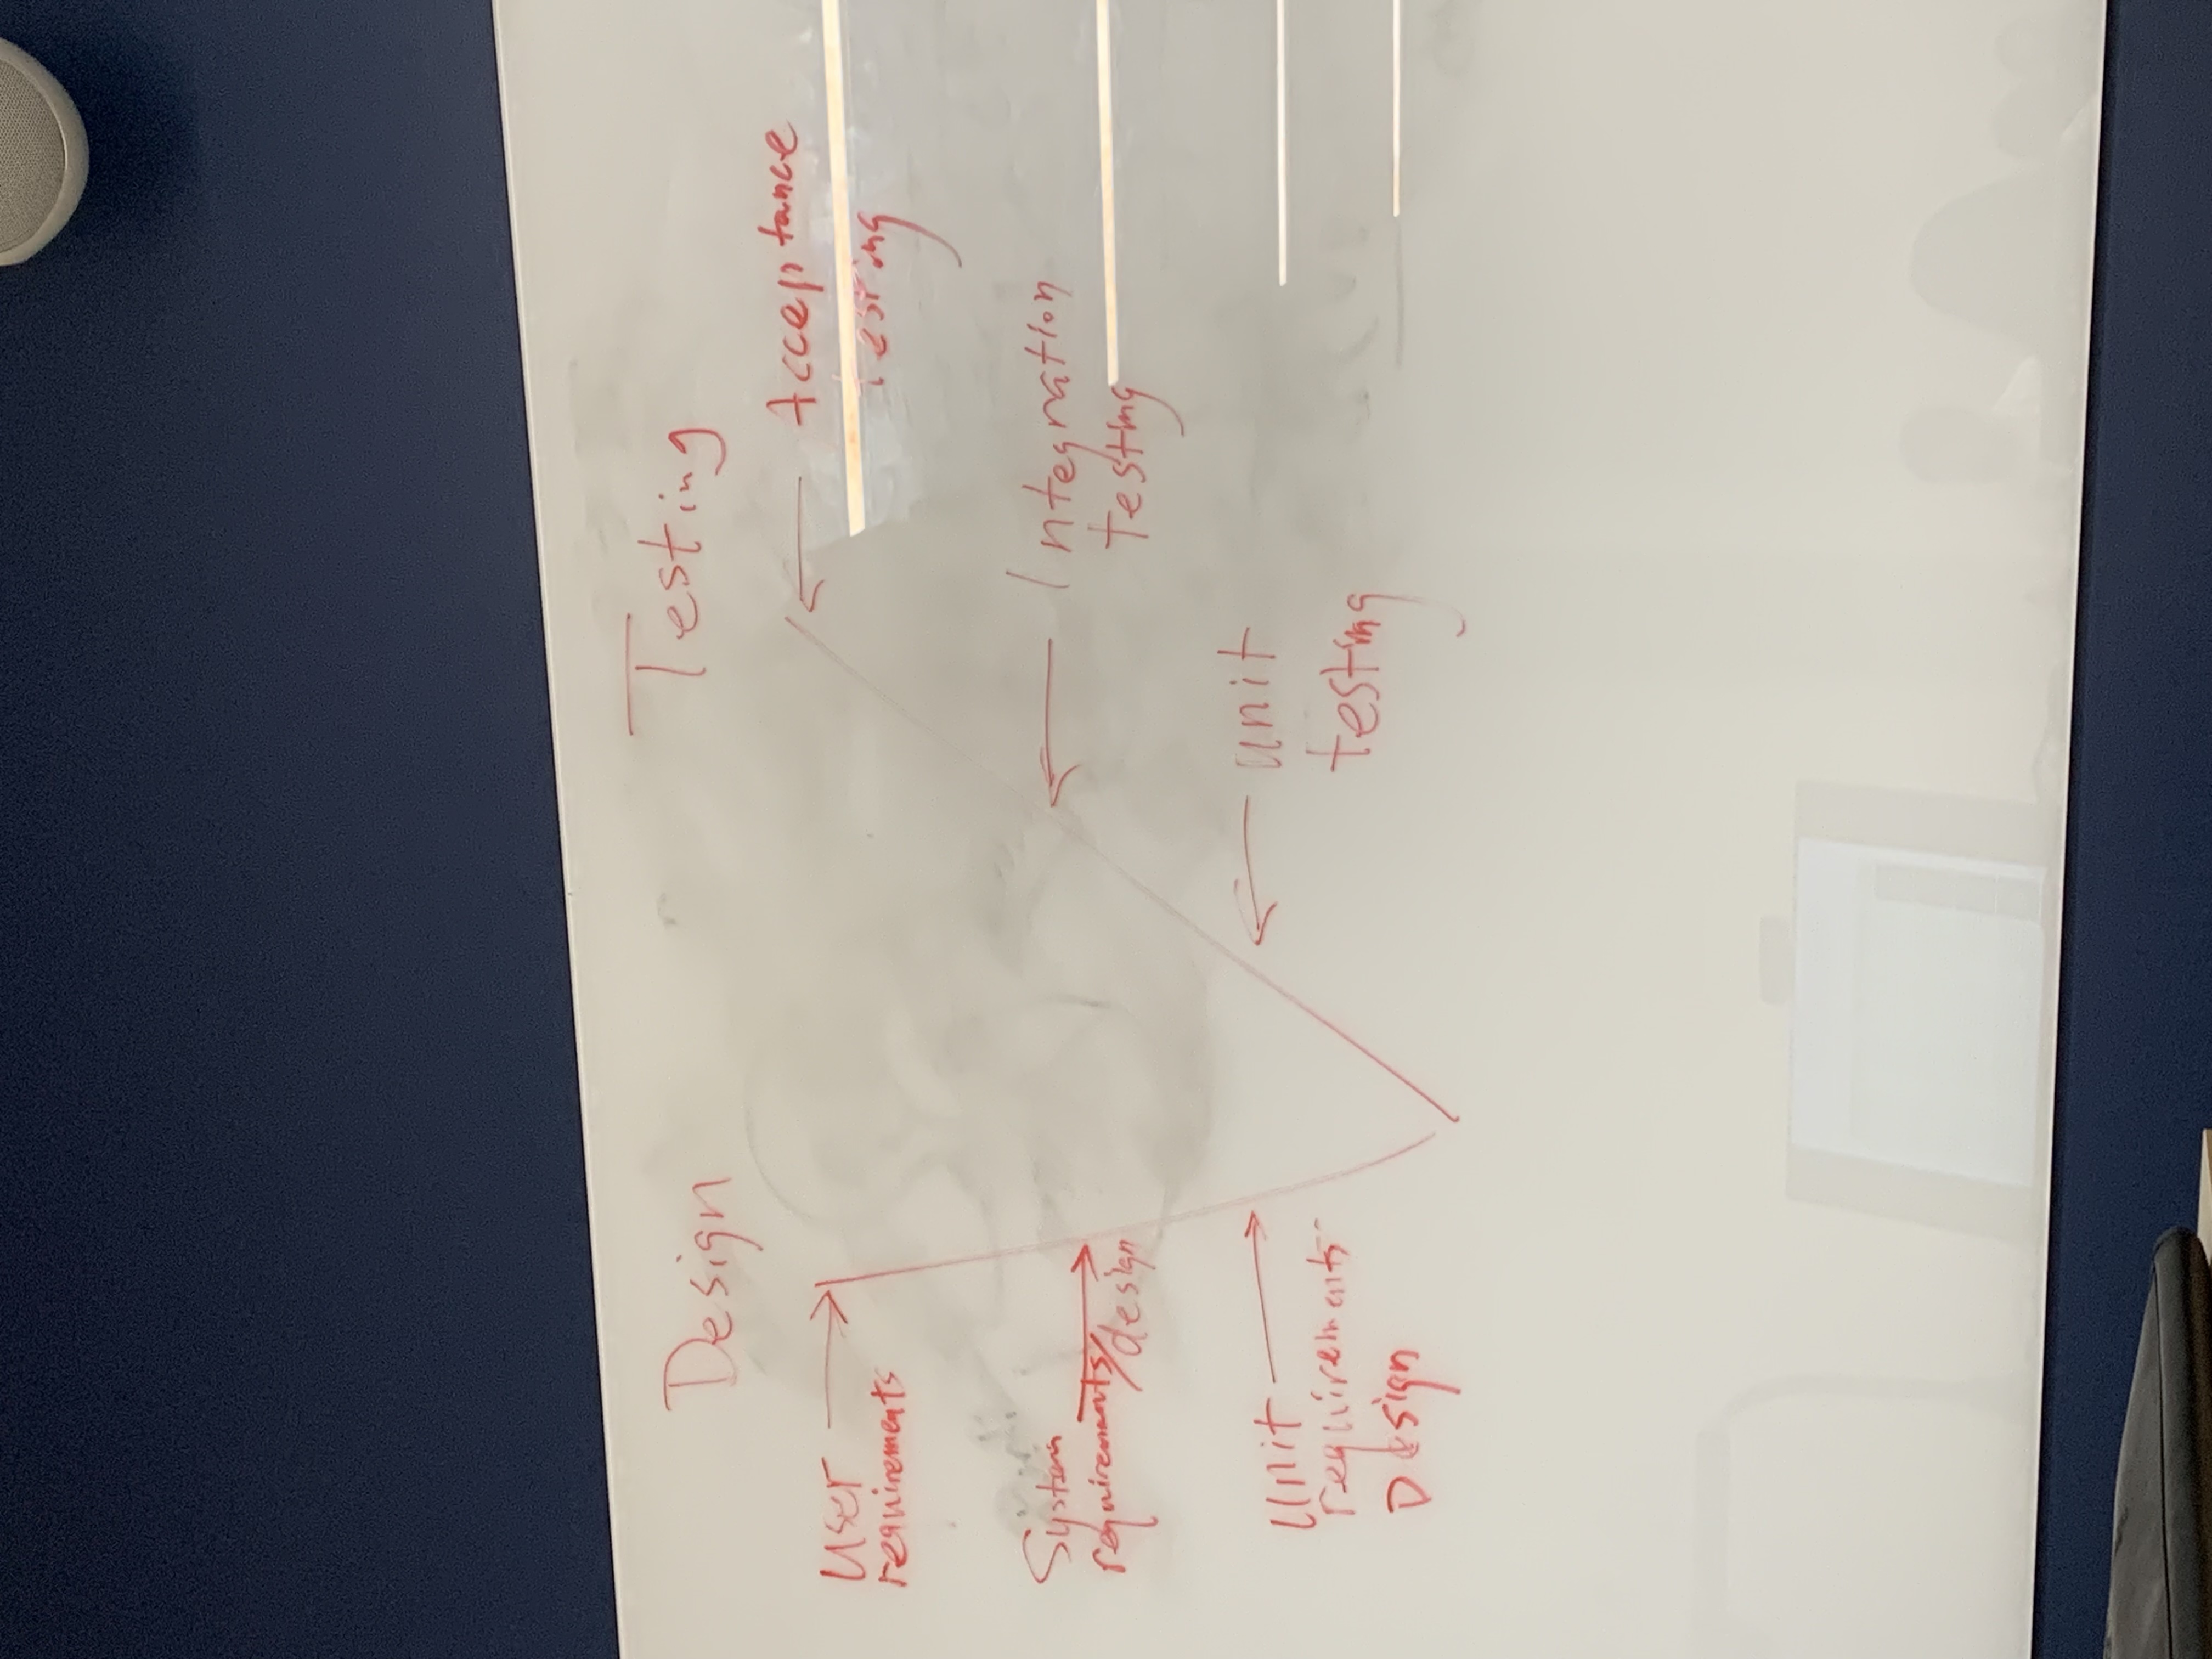 Design
Testing
User
requirements
Acceptance
Testing
System
requirements/design
Integration
testing
Unit
requirements
Design
unit
testing